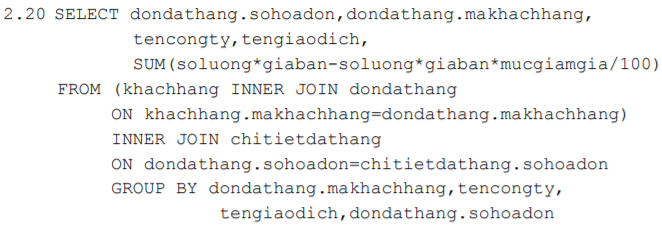 2.20 SELECT dondathang.sohoadon,dondathang.makhachhang,
tencongty,tengiaodich,
SUM(soluong*giaban-soluong*giaban*mucgiamgia/100)
FROM (khachhang INNER JOIN dondathang
ON khachhang.makhachhang=dondathang.makhachhang)
INNER JOIN chitietdathang
ON dondathang.sohoadon=chitietdathang.sohoadon
GROUP BY dondathang.makhachhang,tencongty,
tengiaodich,dondathang.sohoadon